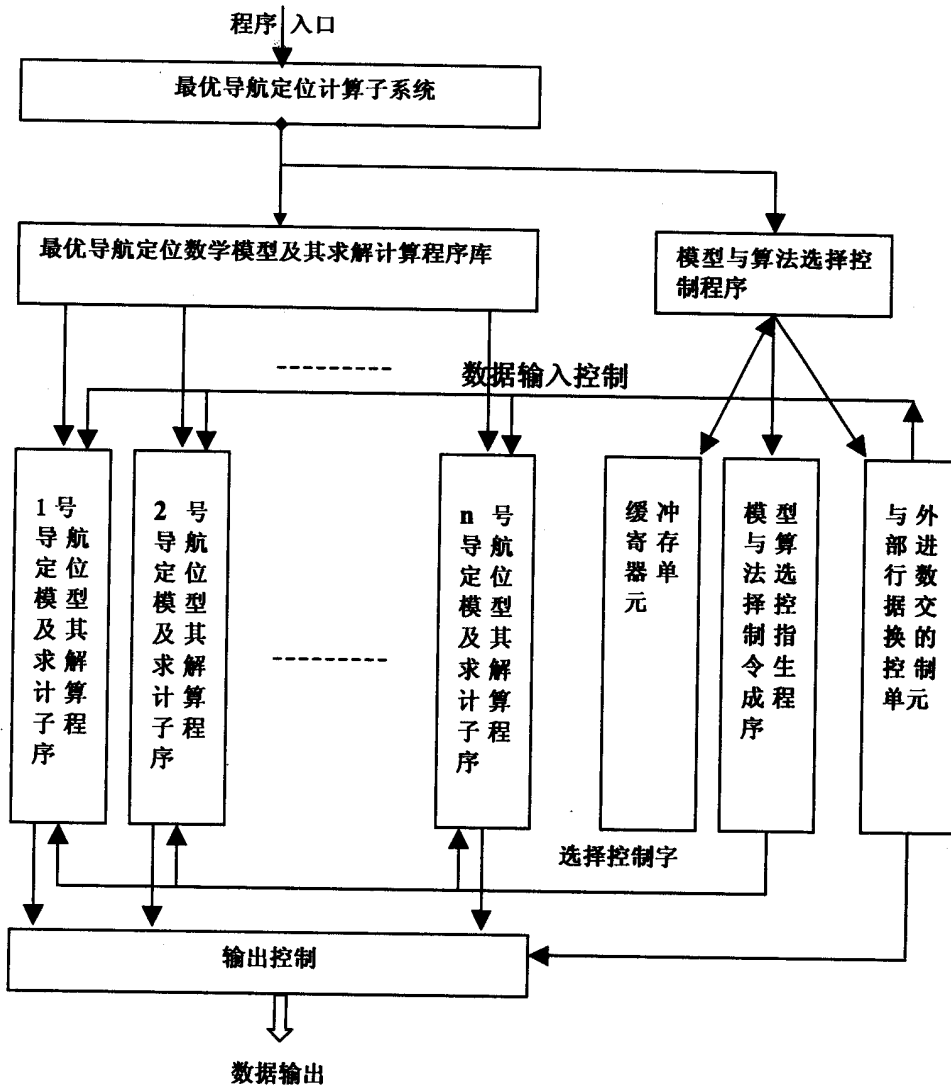 程序 入口
最优导航定位计算子系统
最优导航定位数学模型及其求解计算程序库
模型与算法选择控
制程序
数据输入控制
1号
导航
定位
模型
及其
求解
计算
子程
序
2 号
导航
定位
模型
及其
求解
计算
子程
序
n 号
导航
定位
模型
及其
求解
计算
子程
序
缓冲
寄存
器单
元
模型
与算
法选
择控
制指
令生
成程
序
与外
部进
行数
据交
换的
控制
单元
选择控制字
输出控制
数据输出